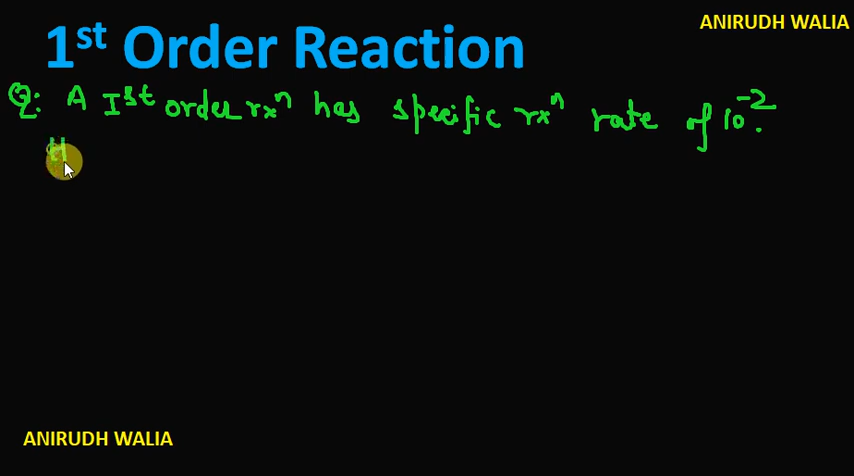 ANIRUDH WALIA
1st Order Reaction
Q: A Ist order rxn has specific rxn rate of 10-2.
H
ANIRUDH WALIA